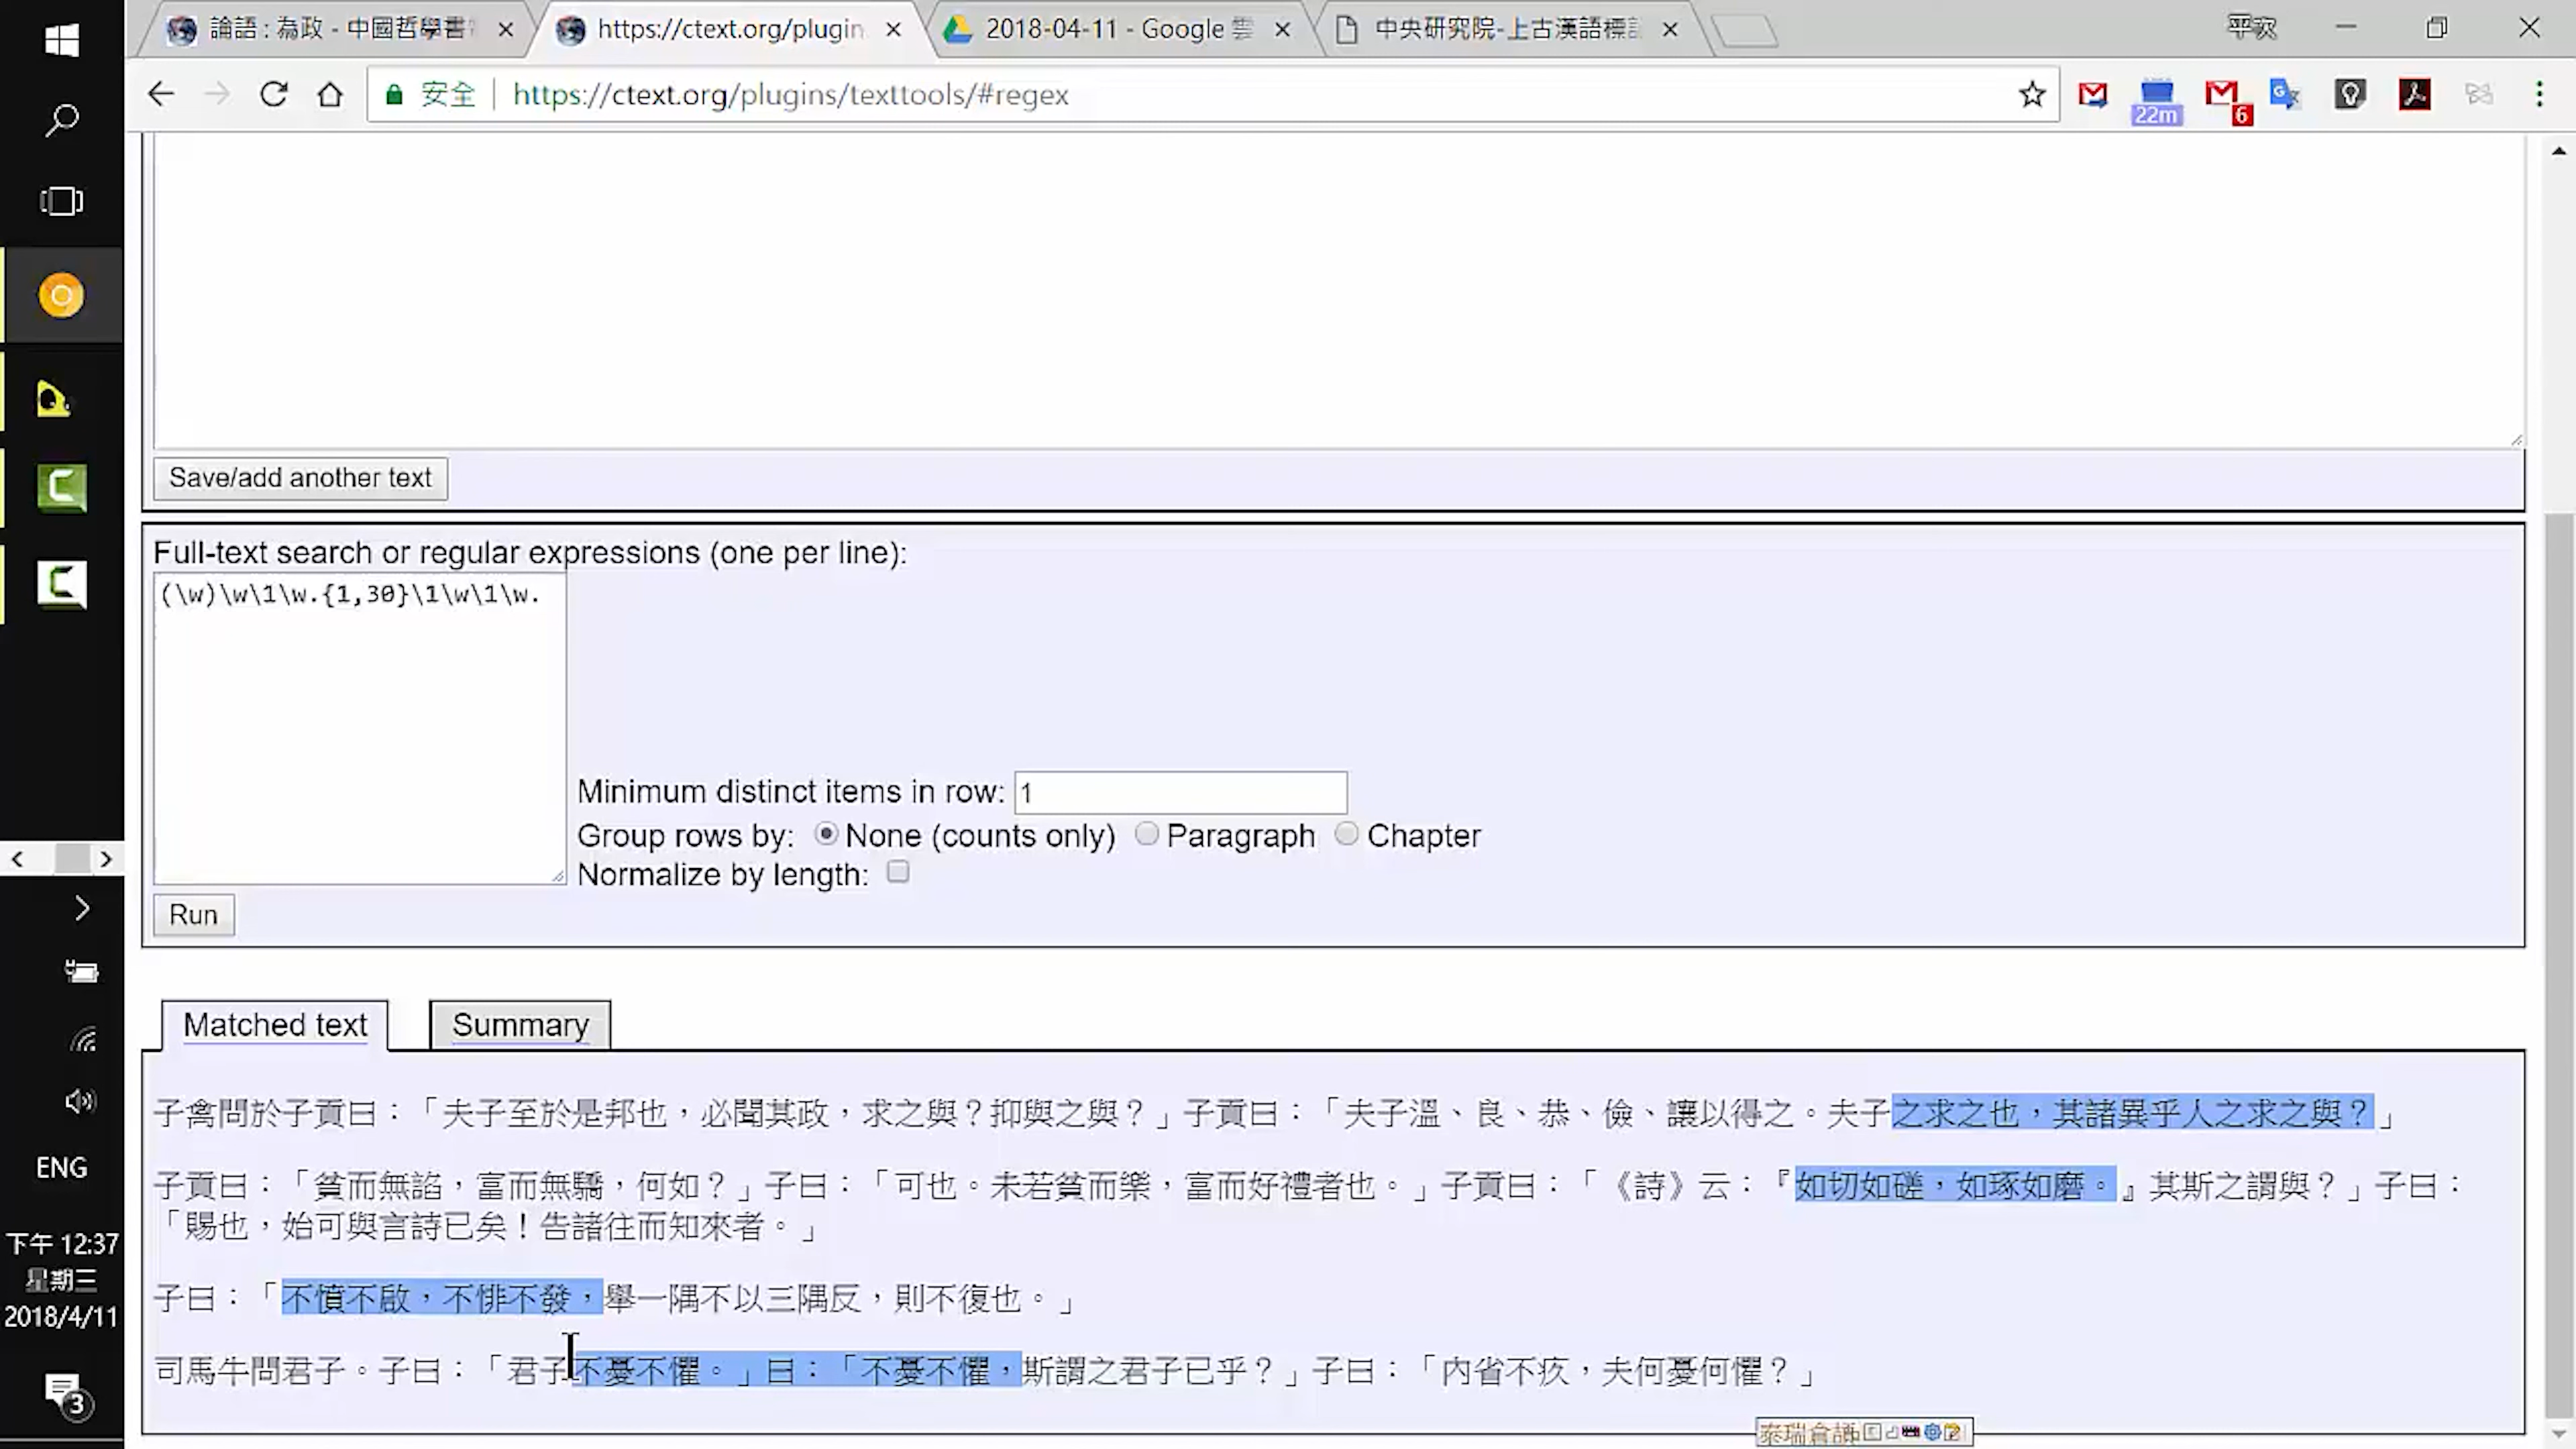 論語 : 為政 - 中國哲學書
https://ctext.org/plugin
2018-04-11 - Google 雲
中央研究院-上古漢語標
安全
https://ctext.org/plugins/texttools/#regex
22m
6
Save/add another text
Full-text search or regular expressions (one per line):
(\w)\w\1\w.{1,30}\1\w\1\w.
Minimum distinct items in row: 1
Group rows by: None (counts only) Paragraph Chapter
Normalize by length:
Run
Matched text
Summary
子禽問於子貢曰：「夫子至於是邦也，必聞其政，求之與？抑與之與？」子貢曰：「夫子溫、良、恭、儉、讓以得之。夫子之求之也，其諸異乎人之求之與？」
子貢曰：「貧而無諂，富而無驕，何如？」子曰：「可也。未若貧而樂，富而好禮者也。」子貢曰：「《詩》云：『如切如磋，如琢如磨。』其斯之謂與？」子曰：
「賜也，始可與言詩已矣！告諸往而知來者。」
子曰：「不憤不啟，不悱不發，舉一隅不以三隅反，則不復也。」
司馬牛問君子。子曰：「君子不憂不懼。」曰：「不憂不懼，斯謂之君子已乎？」子曰：「內省不疚，夫何憂何懼？」
ENG
下午 12:37
星期三
2018/4/11
3